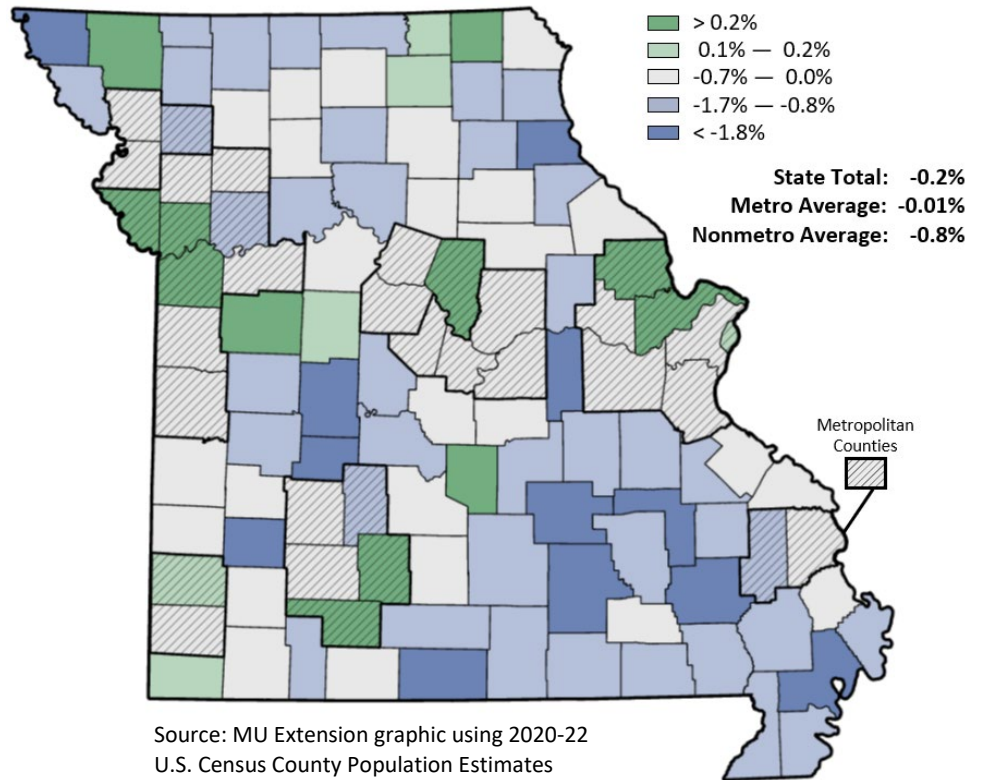 > 0.2%
0.1% — 0.2%
-0.7% — 0.0%
-1.7% — -0.8%
< -1.8%
State Total: -0.2%
Metro Average: -0.01%
Nonmetro Average: -0.8%
Metropolitan
Counties
Source: MU Extension graphic using 2020-22
U.S. Census County Population Estimates